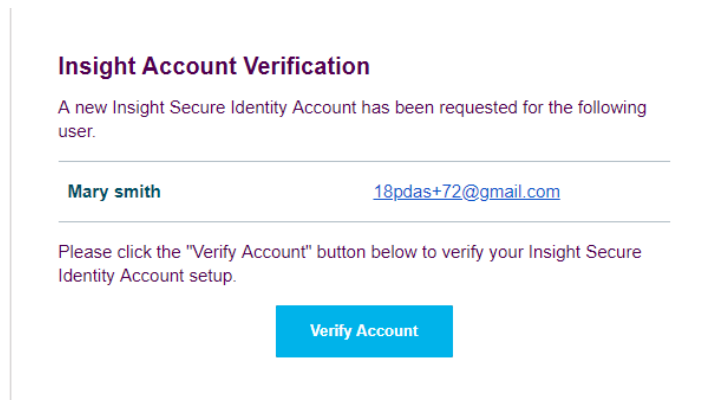 Insight Account Verification
A new Insight Secure Identity Account has been requested for the following
user.
Mary smith 18pdas+72@gmail.com
Please click the "Verify Account" button below to verify your Insight Secure
Identity Account setup.
Verify Account